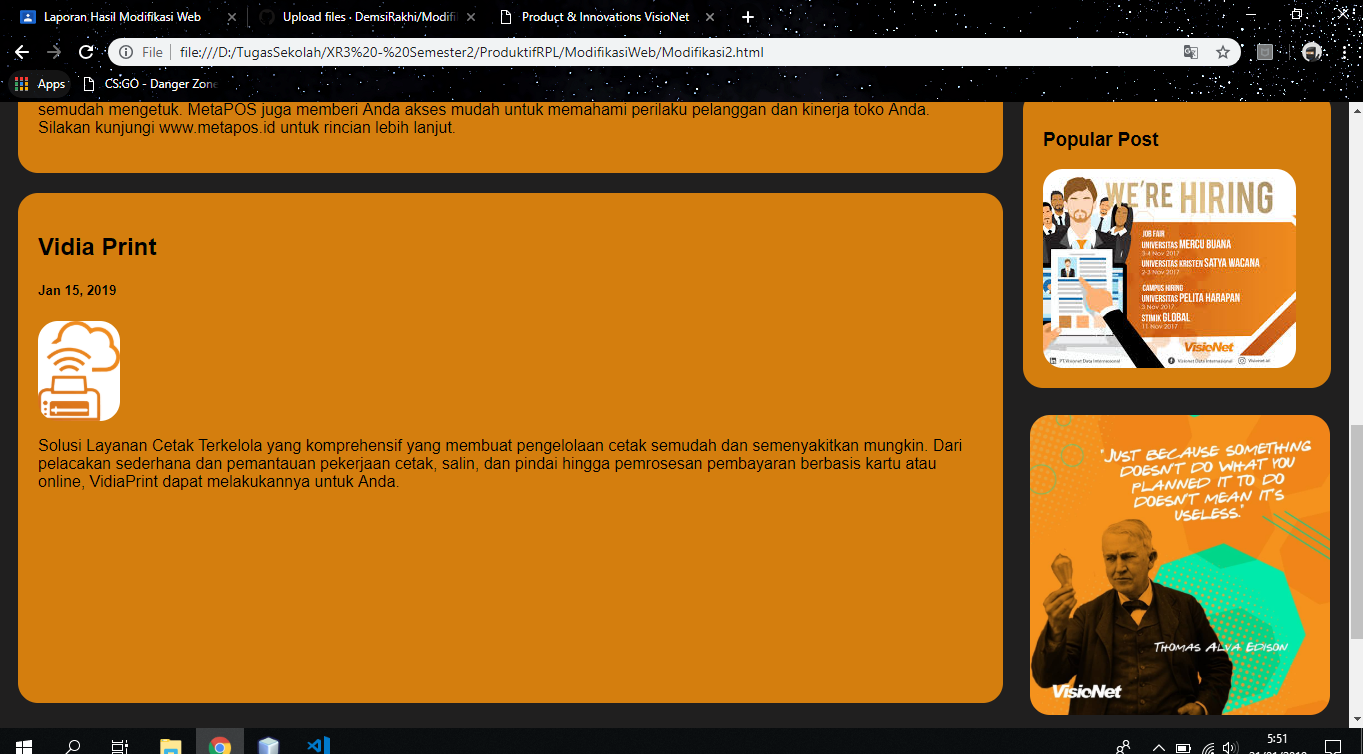 Laporan Hasil Modifikasi Web
Upload files · DemsiRakhi/Modifi
Product & Innovations VisioNet
File
file:///D:/TugasSekolah/XR3%20-%20Semester2/ProduktifRPL/ModifikasiWeb/Modifikasi2.html
Apps
CS:GO - Danger Zone
semudah mengetuk. MetaPOS juga memberi Anda akses mudah untuk memahami perilaku pelanggan dan kinerja toko Anda.
Silakan kunjungi www.metapos.id untuk rincian lebih lanjut.
Vidia Print
Jan 15, 2019
Solusi Layanan Cetak Terkelola yang komprehensif yang membuat pengelolaan cetak semudah dan semenyakitkan mungkin. Dari
pelacakan sederhana dan pemantauan pekerjaan cetak, salin, dan pindai hingga pemrosesan pembayaran berbasis kartu atau
online, VidiaPrint dapat melakukannya untuk Anda.
Popular Post
WE'RE HIRING
JOB FAIR
UNIVERSITAS MERCU BUANA
3-4 Nov 2017
UNIVERSITAS KRISTEN SATYA WACANA
2-3 Nov 2017
CAMPUS HIRING
UNIVERSITAS PELITA HARAPAN
3 Nov 2017
STIMIK GLOBAL
11 Nov 2017
VisioNet
PT.Visionet Data Internasional
Visionet Data Internasional
Visionet.id
"JUST BECAUSE SOMETHING
DOESN'T DO WHAT YOU
PLANNED IT TO DO
DOESN'T MEAN IT'S
USELESS."
THOMAS ALVA EDISON
VisioNet
5:51